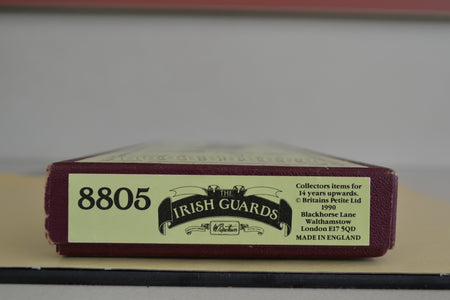 8805
THE
IRISH GUARDS
W. Britain
Collectors items for
14 years upwards.
© Britains Petite Ltd
1990
Blackhorse Lane
Walthamstow
London E17 5QD
MADE IN ENGLAND